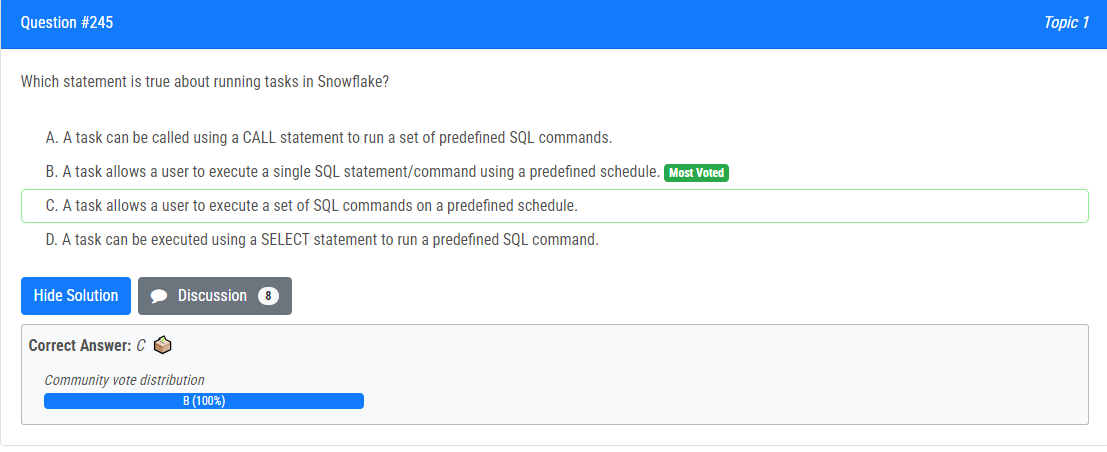 Question #245
Topic 1
Which statement is true about running tasks in Snowflake?
A. A task can be called using a CALL statement to run a set of predefined SQL commands.
B. A task allows a user to execute a single SQL statement/command using a predefined schedule. Most Voted
C. A task allows a user to execute a set of SQL commands on a predefined schedule.
D. A task can be executed using a SELECT statement to run a predefined SQL command.
Hide Solution
Discussion 8
Correct Answer: C
Community vote distribution
B (100%)